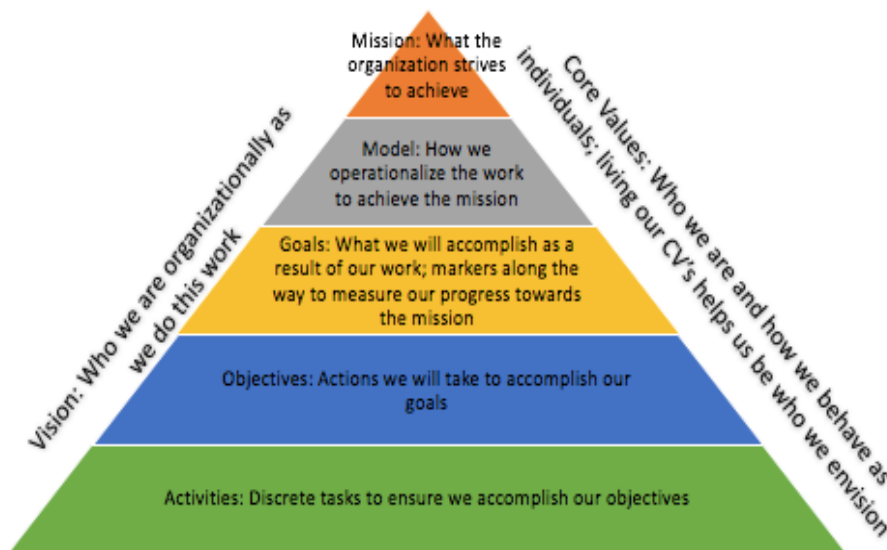 Mission: What the
organization strives
to achieve
Model: How we
operationalize the work
to achieve the mission
Goals: What we will accomplish as a
result of our work; markers along the
way to measure our progress towards
the mission
Objectives: Actions we will take to accomplish our
goals
Activities: Discrete tasks to ensure we accomplish our objectives
Vision: Who we are organizationally as
we do this work
Core Values: Who we are and how we behave as
individuals; living our CV's helps us be who we envision